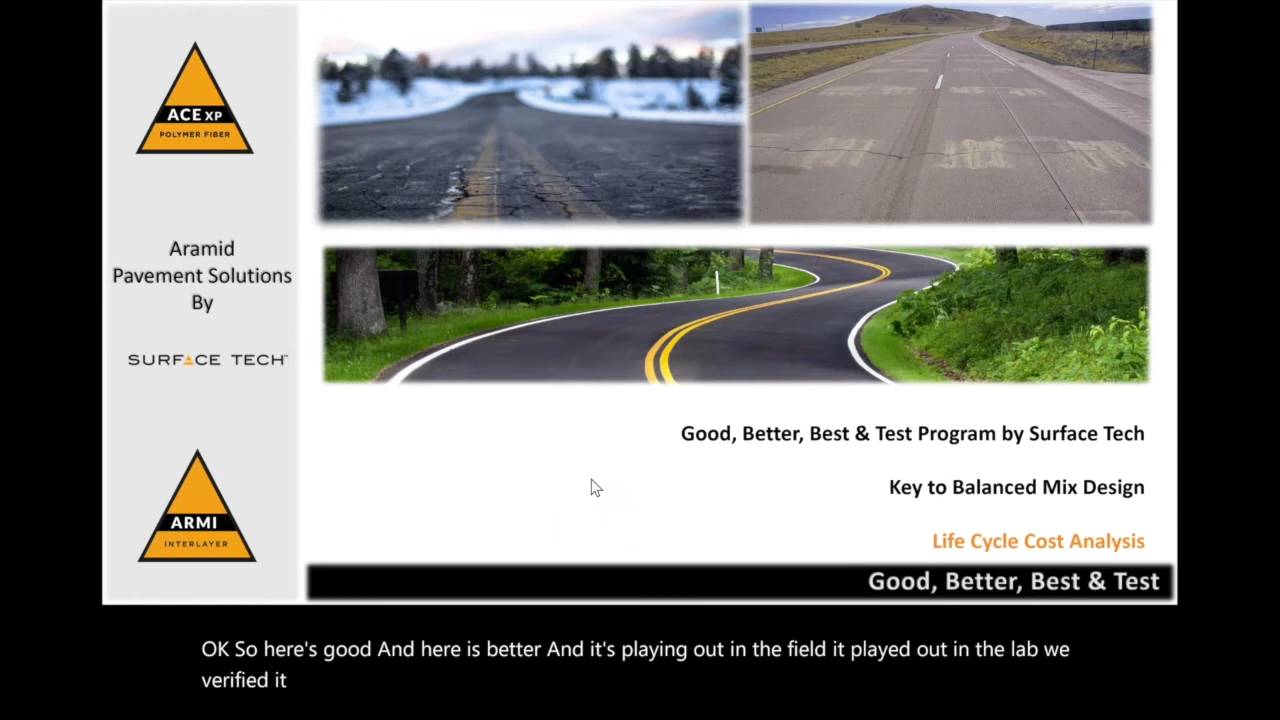 ACE XP
POLYMER FIBER
Aramid
Pavement Solutions
By
SURFACE TECH
ARMI
INTERLAYER
Good, Better, Best & Test Program by Surface Tech
Key to Balanced Mix Design
Life Cycle Cost Analysis
Good, Better, Best & Test
OK So here's good And here is better And it's playing out in the field it played out in the lab we
verified it